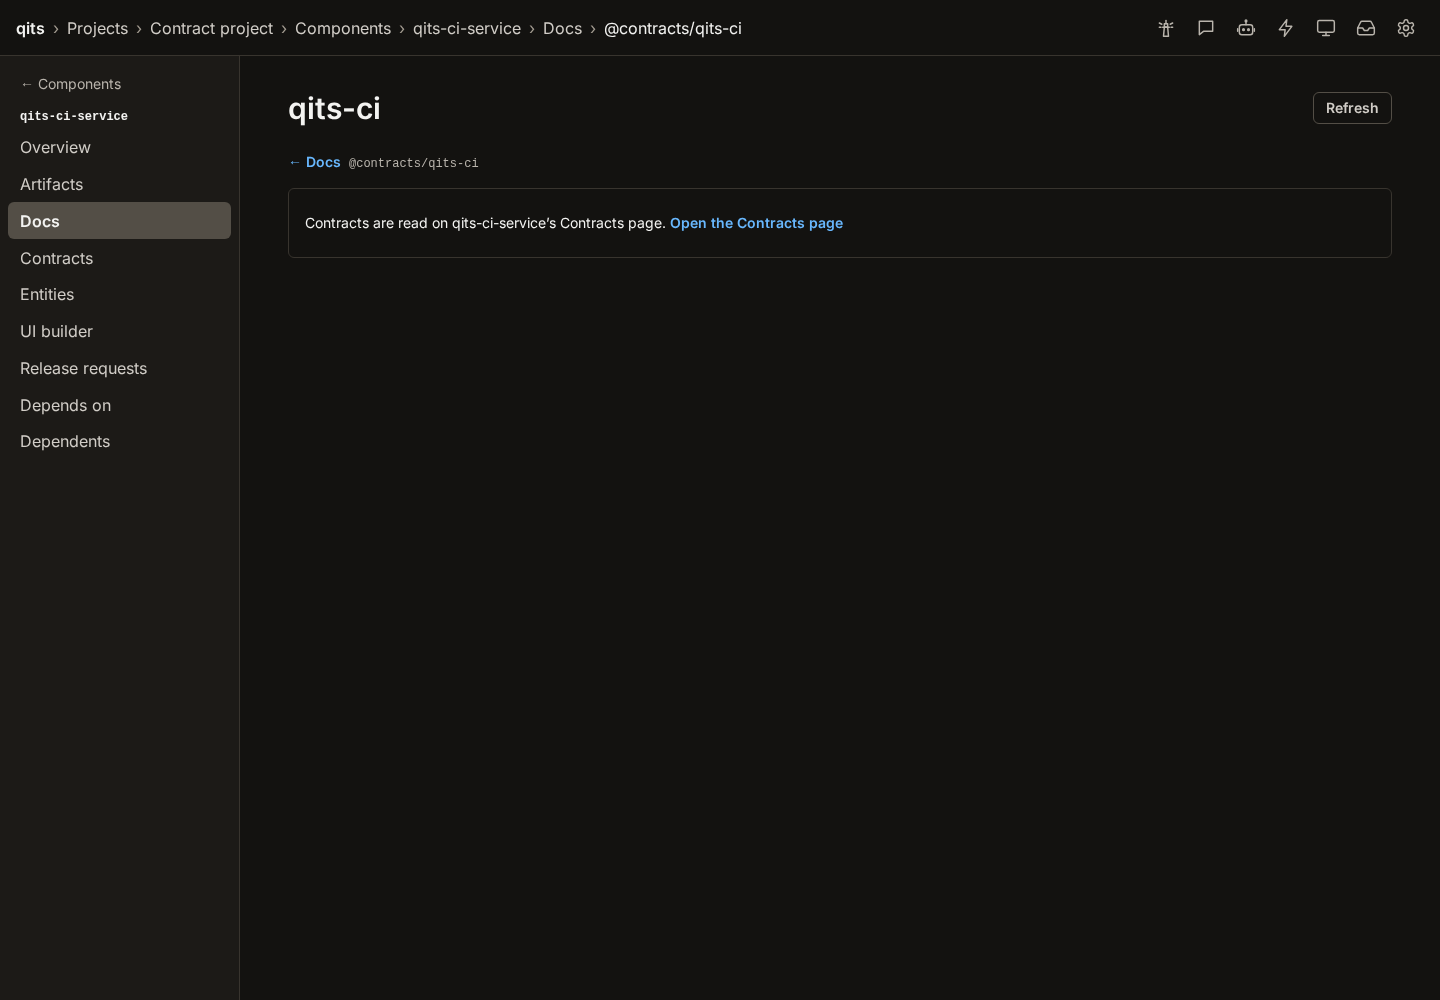 qits › Projects › Contract project › Components › qits-ci-service › Docs › @contracts/qits-ci
← Components
qits-ci-service
Overview
Artifacts
Docs
Contracts
Entities
UI builder
Release requests
Depends on
Dependents
qits-ci
Refresh
← Docs @contracts/qits-ci
Contracts are read on qits-ci-service’s Contracts page. Open the Contracts page